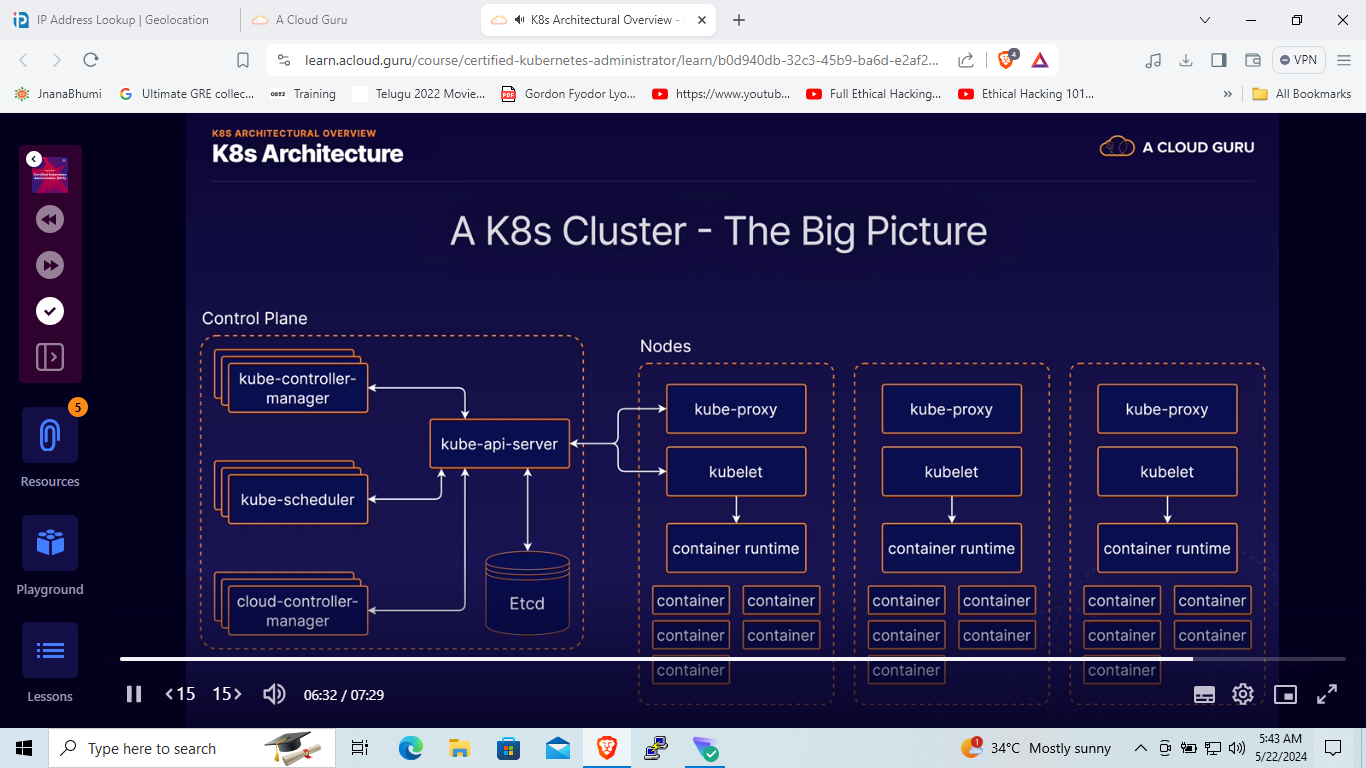 IP Address Lookup | Geolocation
A Cloud Guru
K8s Architectural Overview -
learn.acloud.guru/course/certified-kubernetes-administrator/learn/b0d940db-32c3-45b9-ba6d-e2af2...
4
VPN
JnanaBhumi
Ultimate GRE collec...
Training
Telugu 2022 Movie...
PDF
Gordon Fyodor Lyo...
https://www.youtub...
Full Ethical Hacking...
Ethical Hacking 101...
»
All Bookmarks
K8S ARCHITECTURAL OVERVIEW
K8s Architecture
A CLOUD GURU
A K8s Cluster - The Big Picture
Control Plane
kube-controller-
manager
kube-api-server
kube-scheduler
cloud-controller-
manager
Etcd
Nodes
kube-proxy
kubelet
container runtime
container container
container container
container
kube-proxy
kubelet
container runtime
container container
container container
container
kube-proxy
kubelet
container runtime
container container
container container
container
5
Resources
Playground
Lessons
15
15
06:32 / 07:29
Type here to search
1
34°C Mostly sunny
5:43 AM
5/22/2024